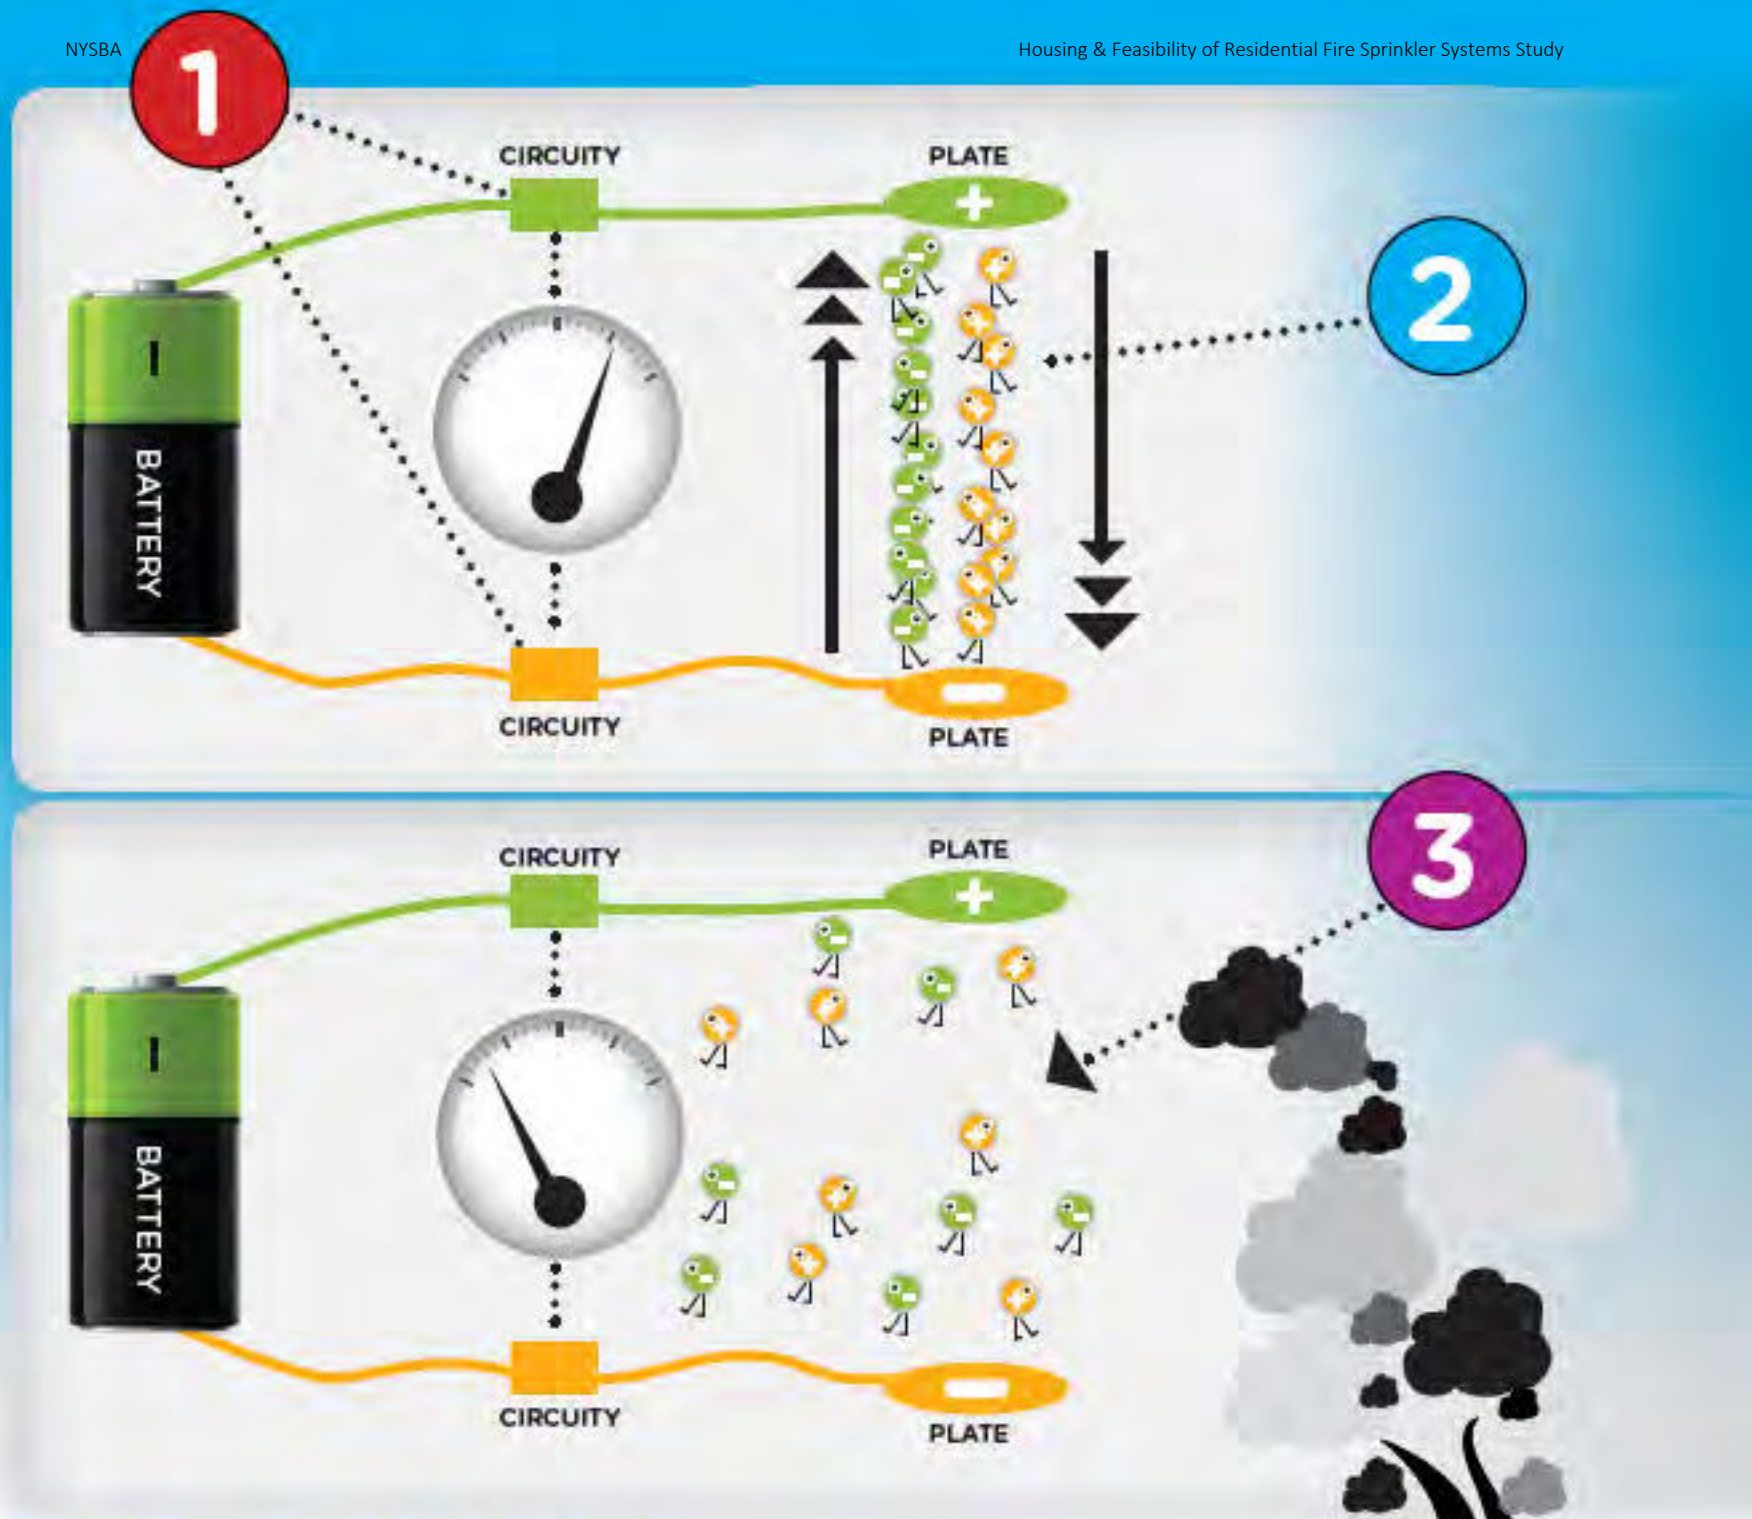 NYSBA
Housing & Feasibility of Residential Fire Sprinkler Systems Study
1
CIRCUITY
PLATE
+
2
BATTERY
CIRCUITY
PLATE
3
CIRCUITY
PLATE
+
BATTERY
CIRCUITY
PLATE